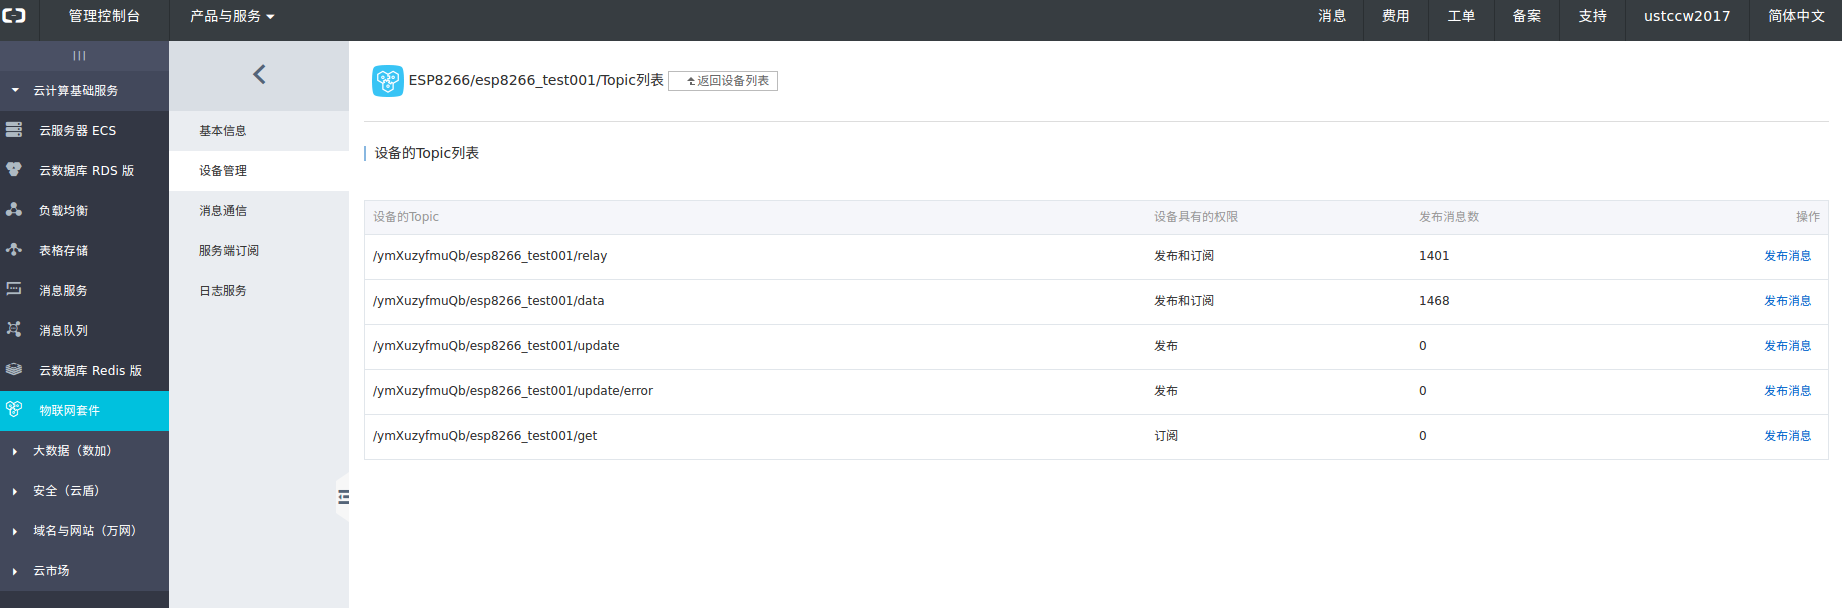 管理控制台 产品与服务 消息 费用 工单 备案 支持 ustccw2017 简体中文
云计算基础服务
云服务器 ECS
云数据库 RDS 版
负载均衡
表格存储
消息服务
消息队列
云数据库 Redis 版
物联网套件
大数据（数加）
安全（云盾）
域名与网站（万网）
云市场
基本信息
设备管理
消息通信
服务端订阅
日志服务
ESP8266/esp8266_test001/Topic列表 返回设备列表
设备的Topic列表
设备的Topic 设备具有的权限 发布消息数 操作
/ymXuzyfmuQb/esp8266_test001/relay 发布和订阅 1401 发布消息
/ymXuzyfmuQb/esp8266_test001/data 发布和订阅 1468 发布消息
/ymXuzyfmuQb/esp8266_test001/update 发布 0 发布消息
/ymXuzyfmuQb/esp8266_test001/update/error 发布 0 发布消息
/ymXuzyfmuQb/esp8266_test001/get 订阅 0 发布消息